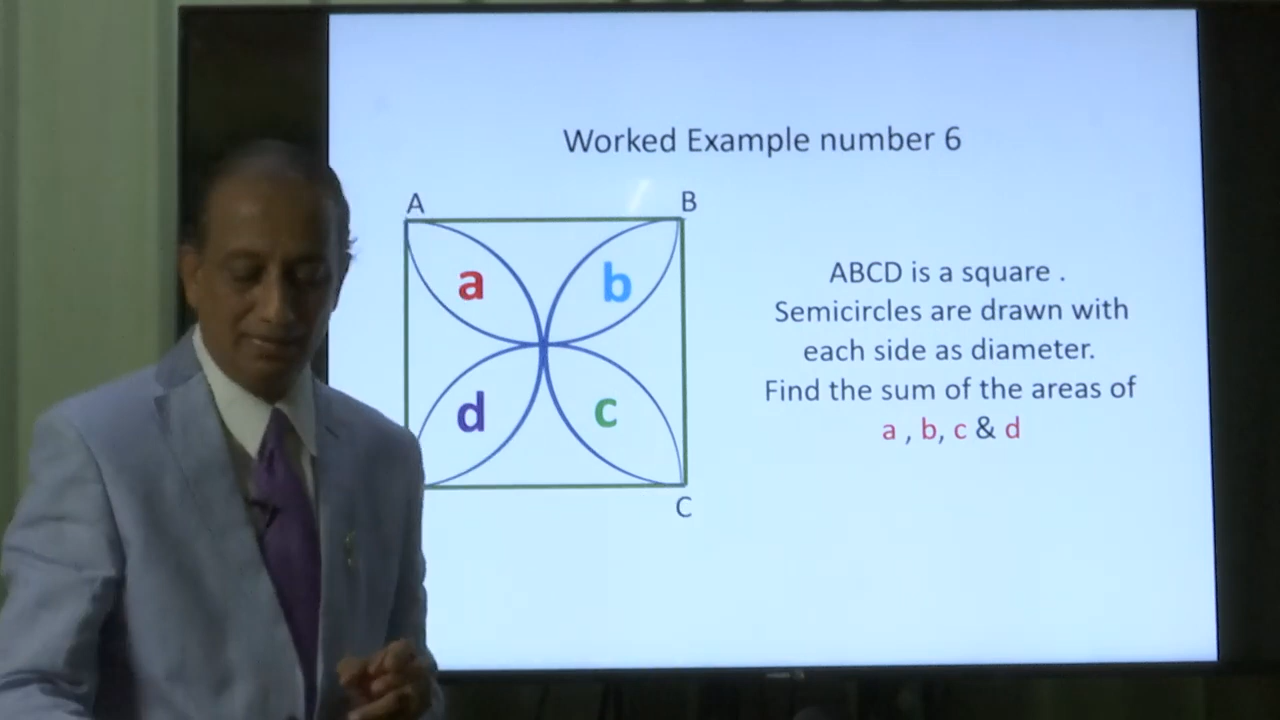 Worked Example number 6
A
B
a
b
d
c
C
ABCD is a square .
Semicircles are drawn with
each side as diameter.
Find the sum of the areas of
a , b, c & d